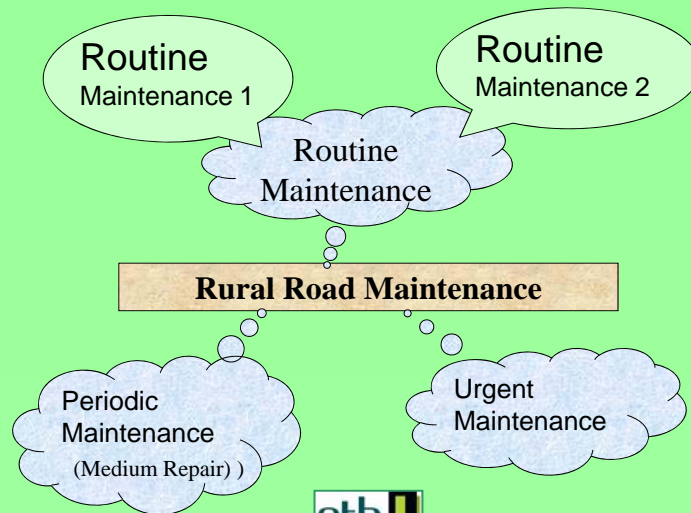 Routine
Maintenance 1
Routine
Maintenance 2
Routine
Maintenance
Rural Road Maintenance
Periodic
Maintenance
(Medium Repair) )
Urgent
Maintenance